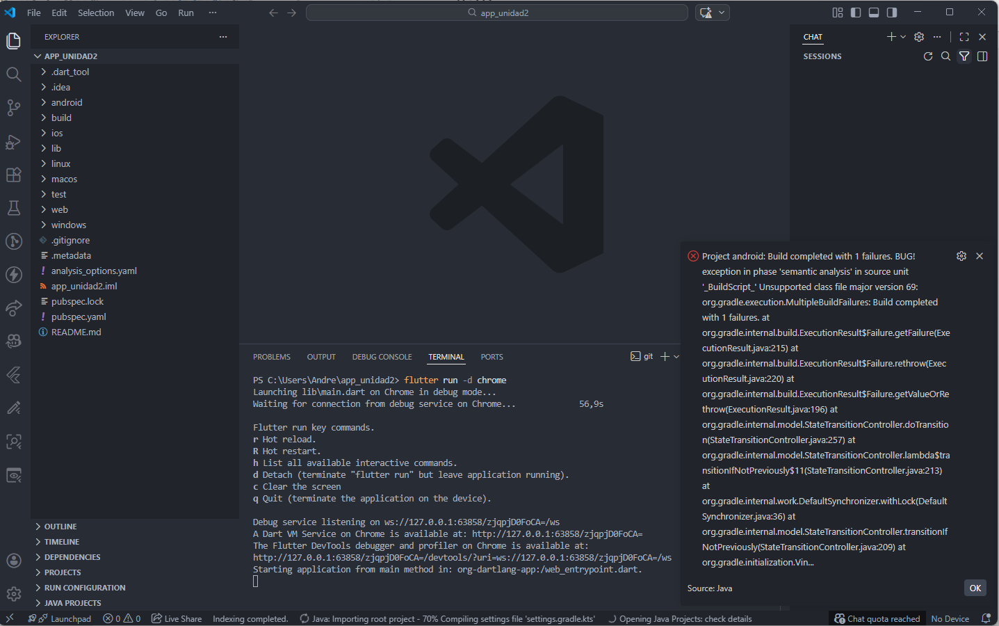 File Edit Selection View Go Run ···
app_unidad2
EXPLORER ···
APP_UNIDAD2
.dart_tool
.idea
android
build
ios
lib
linux
macos
test
web
windows
.gitignore
.metadata
analysis_options.yaml
app_unidad2.iml
pubspec.lock
pubspec.yaml
README.md
OUTLINE
TIMELINE
DEPENDENCIES
PROJECTS
RUN CONFIGURATION
JAVA PROJECTS
PROBLEMS OUTPUT DEBUG CONSOLE TERMINAL PORTS
git
PS C:\Users\Andre\app_unidad2> flutter run -d chrome
Launching lib\main.dart on Chrome in debug mode...
Waiting for connection from debug service on Chrome... 56,9s
Flutter run key commands.
r Hot reload.
R Hot restart.
h List all available interactive commands.
d Detach (terminate "flutter run" but leave application running).
c Clear the screen
q Quit (terminate the application on the device).
Debug service listening on ws://127.0.0.1:63858/zjqpjD0FoCA=/ws
A Dart VM Service on Chrome is available at: http://127.0.0.1:63858/zjqpjD0FoCA=
The Flutter DevTools debugger and profiler on Chrome is available at:
http://127.0.0.1:63858/zjqpjD0FoCA=/devtools/?uri=ws://127.0.0.1:63858/zjqpjD0FoCA=/ws
Starting application from main method in: org-dartlang-app:/web_entrypoint.dart.
CHAT
SESSIONS
Project android: Build completed with 1 failures. BUG!
exception in phase 'semantic analysis' in source unit
'_BuildScript_' Unsupported class file major version 69:
org.gradle.execution.MultipleBuildFailures: Build completed
with 1 failures. at
org.gradle.internal.build.ExecutionResult$Failure.getFailure(Exe
cutionResult.java:215) at
org.gradle.internal.build.ExecutionResult$Failure.rethrow(Exec
utionResult.java:220) at
org.gradle.internal.build.ExecutionResult$Failure.getValueOrRe
throw(ExecutionResult.java:196) at
org.gradle.internal.model.StateTransitionController.doTransitio
n(StateTransitionController.java:257) at
org.gradle.internal.model.StateTransitionController.lambda$tra
nsitionIfNotPreviously$11(StateTransitionController.java:213)
at
org.gradle.internal.work.DefaultSynchronizer.withLock(Default
Synchronizer.java:36) at
org.gradle.internal.model.StateTransitionController.transitionIf
NotPreviously(StateTransitionController.java:209) at
org.gradle.initialization.Vin...
Source: Java
OK
Launchpad 0 0 Live Share Indexing completed. Java: Importing root project - 70% Compiling settings file 'settings.gradle.kts' Opening Java Projects: check details Chat quota reached No Device